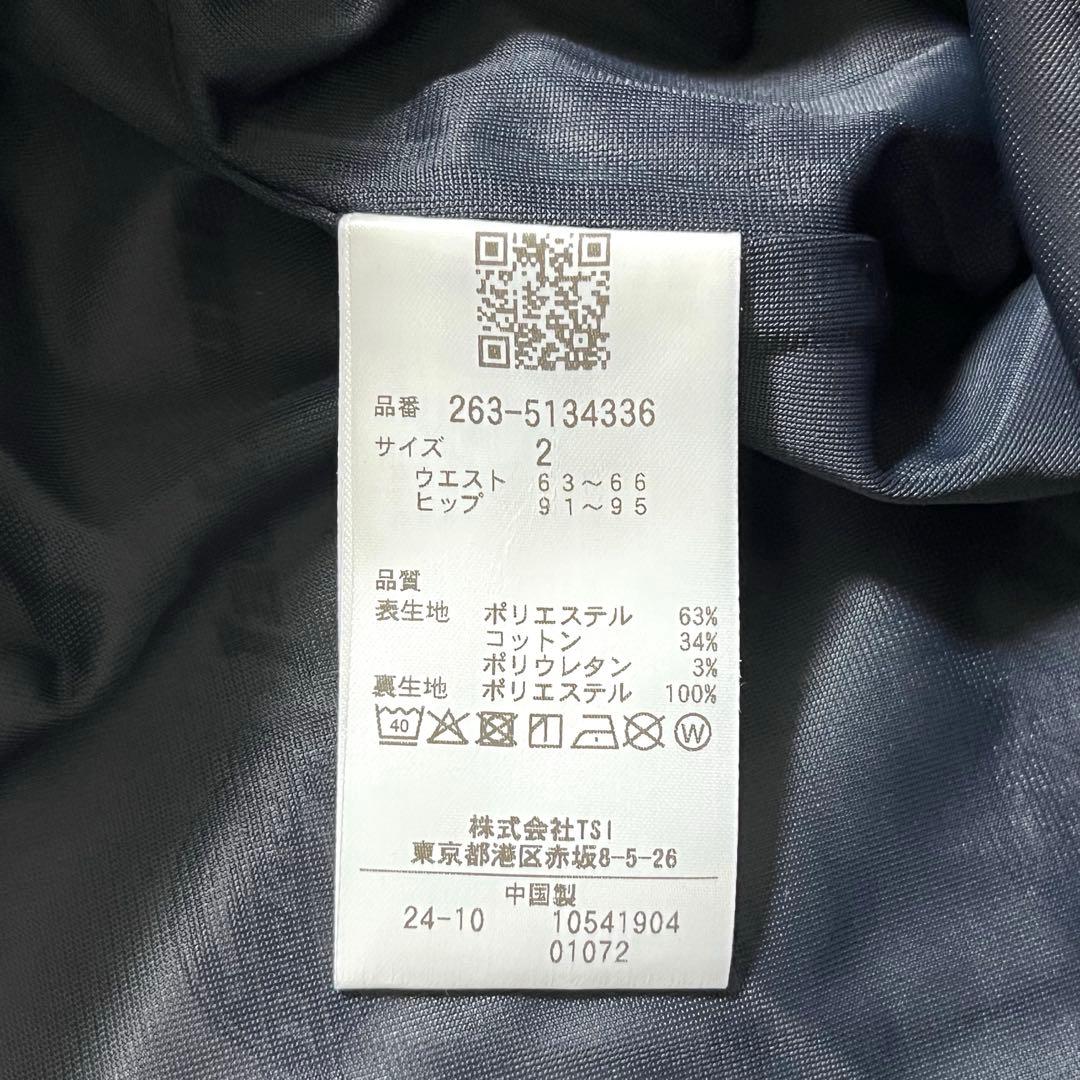 品番 263-5134336
サイズ 2
ウエスト 63～66
ヒップ 91～95
品質
表生地 ポリエステル 63%
コットン 34%
ポリウレタン 3%
裏生地 ポリエステル 100%
40 W
株式会社TSI
東京都港区赤坂8-5-26
中国製
24-10 10541904
01072